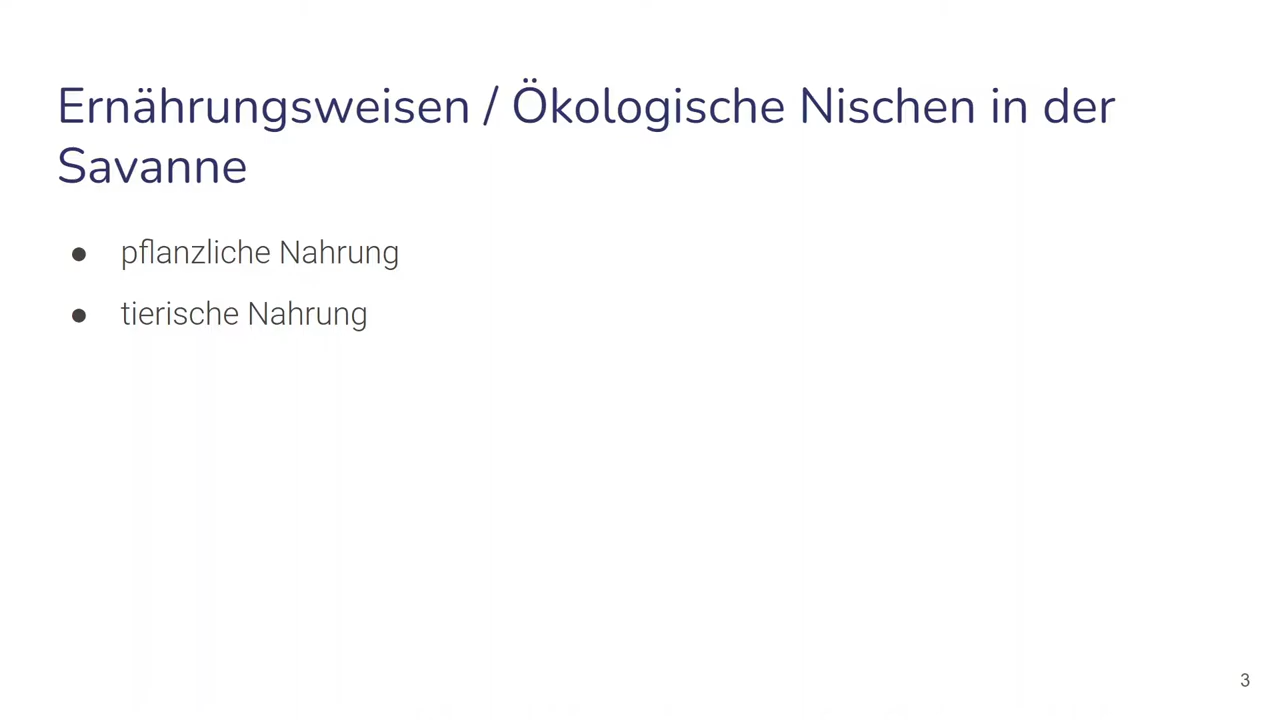 Ernährungsweisen / Ökologische Nischen in der
Savanne
● pflanzliche Nahrung
● tierische Nahrung
3